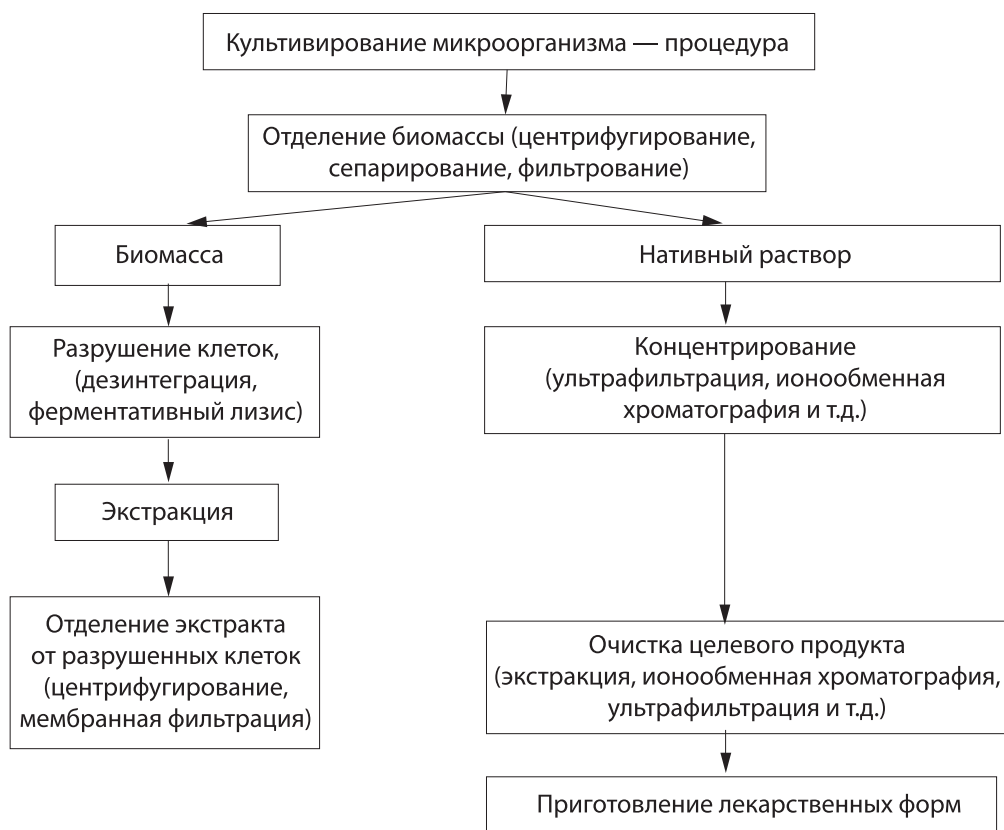 Культивирование микроорганизма — процедура
Отделение биомассы (центрифугирование,
сепарирование, фильтрование)
Биомасса
Нативный раствор
Разрушение клеток,
(дезинтеграция,
ферментативный лизис)
Концентрирование
(ультрафильтрация, ионообменная
хроматография и т.д.)
Экстракция
Отделение экстракта
от разрушенных клеток
(центрифугирование,
мембранная фильтрация)
Очистка целевого продукта
(экстракция, ионообменная хроматография,
ультрафильтрация и т.д.)
Приготовление лекарственных форм